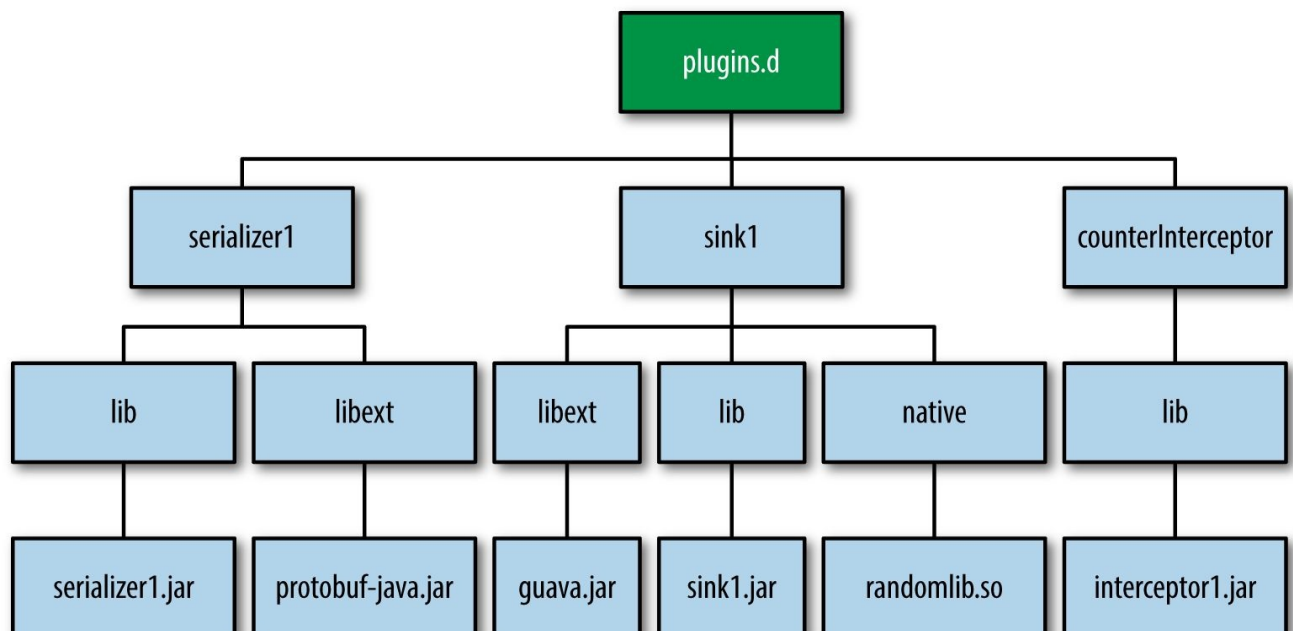 plugins.d
serializer1
sink1
counterInterceptor
lib
libext
libext
lib
native
lib
serializer1.jar
protobuf-java.jar
guava.jar
sink1.jar
randomlib.so
interceptor1.jar